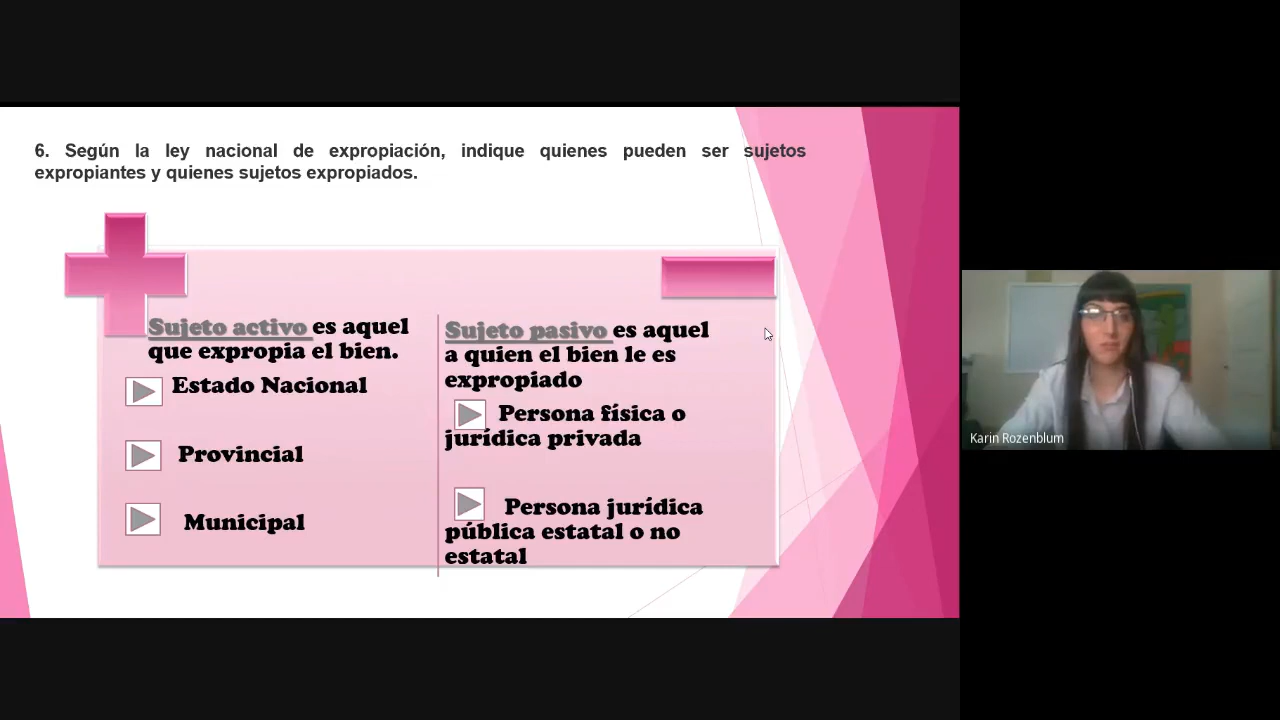 6. Según la ley nacional de expropiación, indique quienes pueden ser sujetos
expropiantes y quienes sujetos expropiados.
Sujeto activo es aquel
que expropia el bien.
Estado Nacional
Provincial
Municipal
Sujeto pasivo es aquel
a quien el bien le es
expropiado
Persona física o
jurídica privada
Persona jurídica
pública estatal o no
estatal
Karin Rozenblum